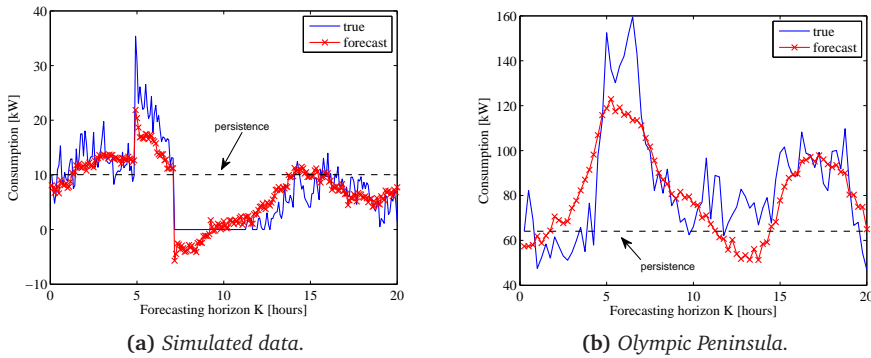 40
30
20
10
0
−10
0
5
10
15
20
Consumption [kW]
Forecasting horizon K [hours]
true
forecast
persistence
(a) Simulated data.
160
140
120
100
80
60
40
0
5
10
15
20
Consumption [kW]
Forecasting horizon K [hours]
true
forecast
persistence
(b) Olympic Peninsula.